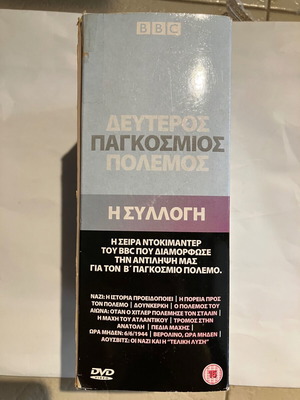 BBC
ΔΕΥΤΕΡΟΣ
ΠΑΓΚΟΣΜΙΟΣ
ΠΟΛΕΜΟΣ
Η ΣΥΛΛΟΓΗ
Η ΣΕΙΡΑ ΝΤΟΚΙΜΑΝΤΕΡ
ΤΟΥ BBC ΠΟΥ ΔΙΑΜΟΡΦΩΣΕ
ΤΗΝ ΑΝΤΙΛΗΨΗ ΜΑΣ
ΓΙΑ ΤΟΝ Β΄ ΠΑΓΚΟΣΜΙΟ ΠΟΛΕΜΟ.
ΝΑΖΙ: Η ΙΣΤΟΡΙΑ ΠΡΟΕΙΔΟΠΟΙΕΙ | Η ΠΟΡΕΙΑ ΠΡΟΣ
ΤΟΝ ΠΟΛΕΜΟ | ΔΟΥΝΚΕΡΚΗ | Ο ΠΟΛΕΜΟΣ ΤΟΥ
ΑΙΩΝΑ: ΟΤΑΝ Ο ΧΙΤΛΕΡ ΠΟΛΕΜΗΣΕ ΤΟΝ ΣΤΑΛΙΝ
| Η ΜΑΧΗ ΤΟΥ ΑΤΛΑΝΤΙΚΟΥ | ΤΡΟΜΟΣ ΣΤΗΝ
ΑΝΑΤΟΛΗ | ΠΕΔΙΑ ΜΑΧΗΣ |
ΩΡΑ ΜΗΔΕΝ: 6/6/1944 | ΒΕΡΟΛΙΝΟ, ΩΡΑ ΜΗΔΕΝ |
ΑΟΥΣΒΙΤΣ: ΟΙ ΝΑΖΙ ΚΑΙ Η "ΤΕΛΙΚΗ ΛΥΣΗ"
DVD
VIDEO
15